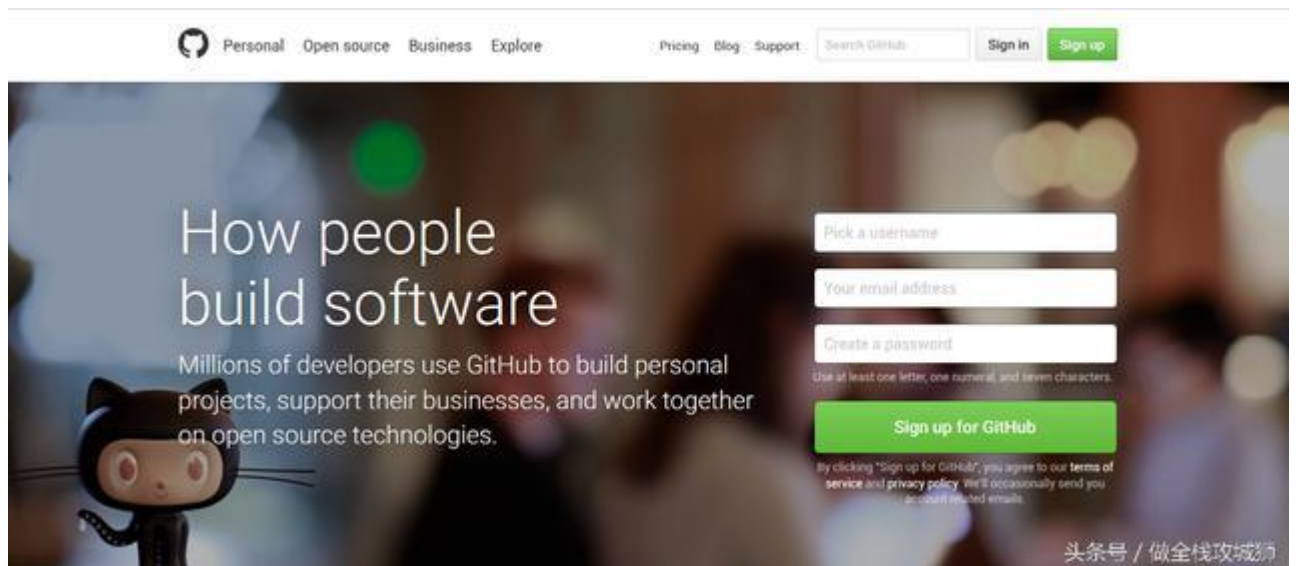 Personal Open source Business Explore Pricing Blog Support Search GitHub Sign in Sign up
How people
build software
Millions of developers use GitHub to build personal
projects, support their businesses, and work together
on open source technologies.
Pick a username
Your email address
Create a password
Use at least one letter, one numeral, and seven characters.
Sign up for GitHub
By clicking "Sign up for GitHub", you agree to our terms of
service and privacy policy. We'll occasionally send you
account related emails.
头条号 / 做全栈攻城狮